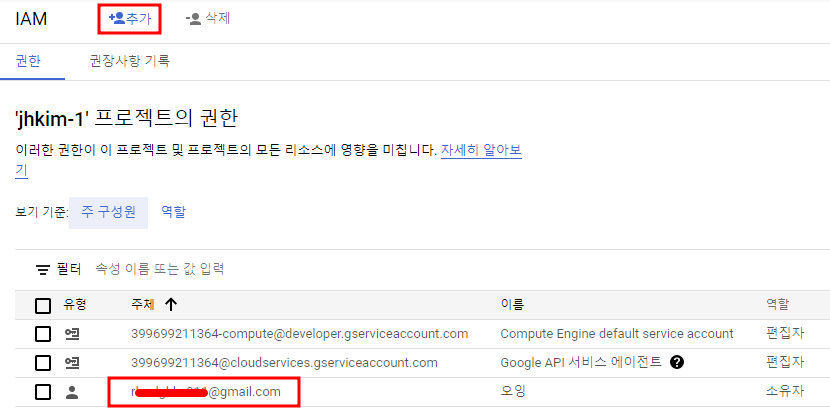 IAM 추가 삭제
권한 권장사항 기록
'jhkim-1' 프로젝트의 권한
이러한 권한이 이 프로젝트 및 프로젝트의 모든 리소스에 영향을 미칩니다. 자세히 알아보
기
보기 기준: 주 구성원 역할
필터 속성 이름 또는 값 입력
유형 주체 이름 역할
399699211364-compute@developer.gserviceaccount.com Compute Engine default service account 편집자
399699211364@cloudservices.gserviceaccount.com Google API 서비스 에이전트 편집자
@gmail.com 오잉 소유자